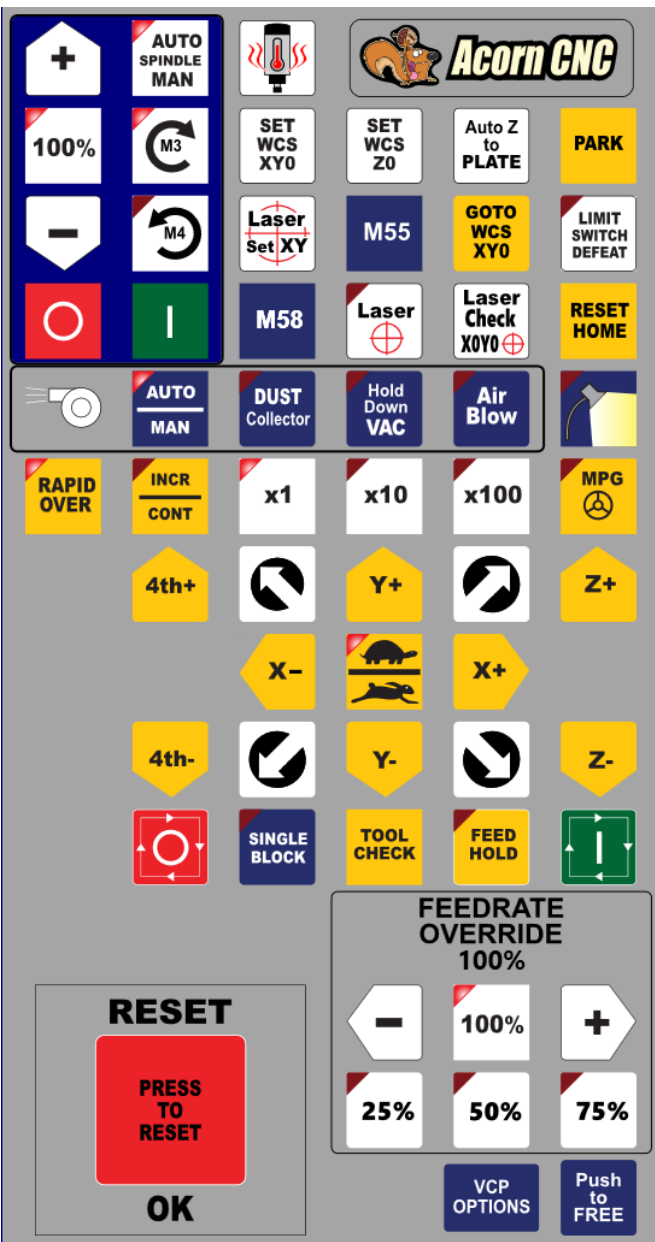 +
AUTO
SPINDLE
MAN
Acorn CNC
100%
M3
SET
WCS
XY0
SET
WCS
Z0
Auto Z
to
PLATE
PARK
-
M4
Laser
Set XY
M55
GOTO
WCS
XY0
LIMIT
SWITCH
DEFEAT
M58
Laser
Laser
Check
X0Y0
RESET
HOME
AUTO
MAN
DUST
Collector
Hold
Down
VAC
Air
Blow
RAPID
OVER
INCR
CONT
x1
x10
x100
MPG
4th+
Y+
Z+
X-
X+
4th-
Y-
Z-
SINGLE
BLOCK
TOOL
CHECK
FEED
HOLD
FEEDRATE
OVERRIDE
100%
-
100%
+
25%
50%
75%
RESET
PRESS
TO
RESET
OK
VCP
OPTIONS
Push
to
FREE